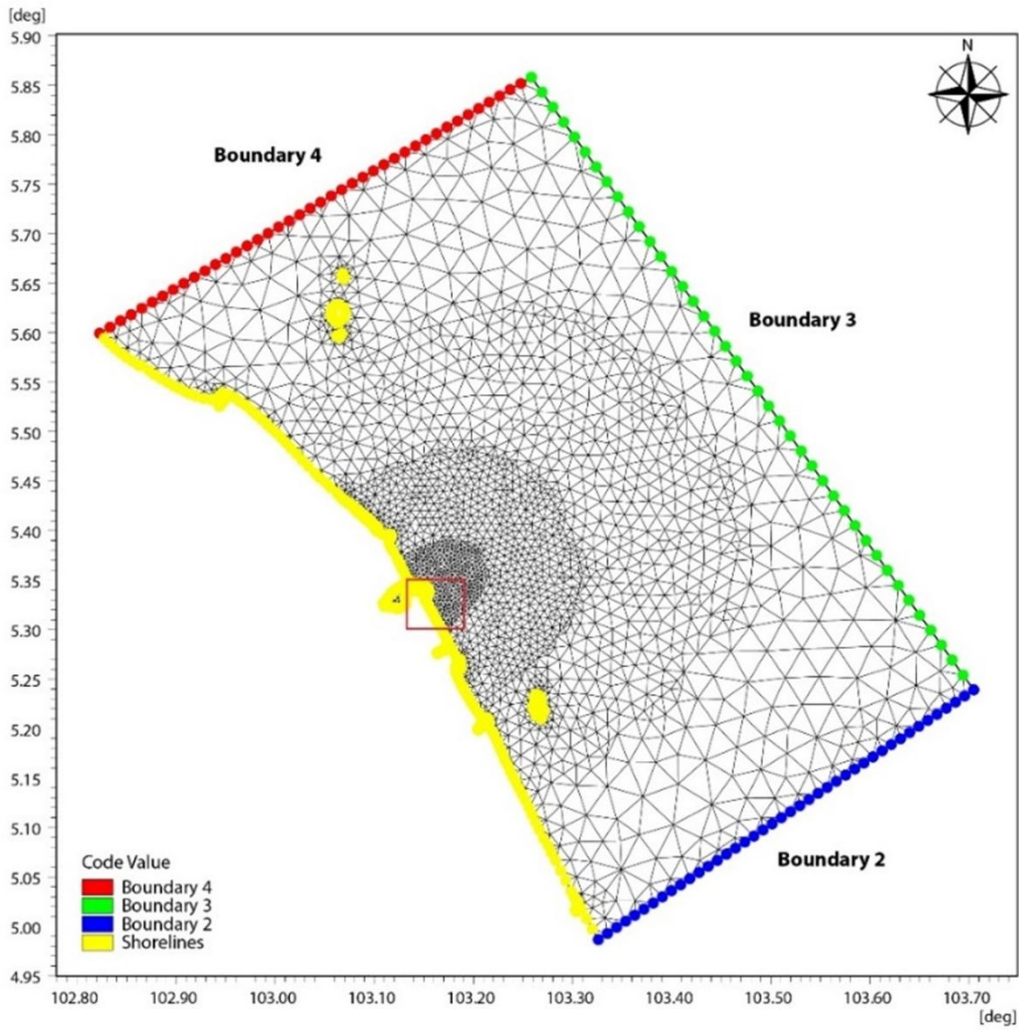 [deg]
5.90
5.85
5.80
5.75
5.70
5.65
5.60
5.55
5.50
5.45
5.40
5.35
5.30
5.25
5.20
5.15
5.10
5.05
5.00
4.95
N
Boundary 4
Boundary 3
Boundary 2
Code Value
Boundary 4
Boundary 3
Boundary 2
Shorelines
102.80 102.90 103.00 103.10 103.20 103.30 103.40 103.50 103.60 103.70
[deg]